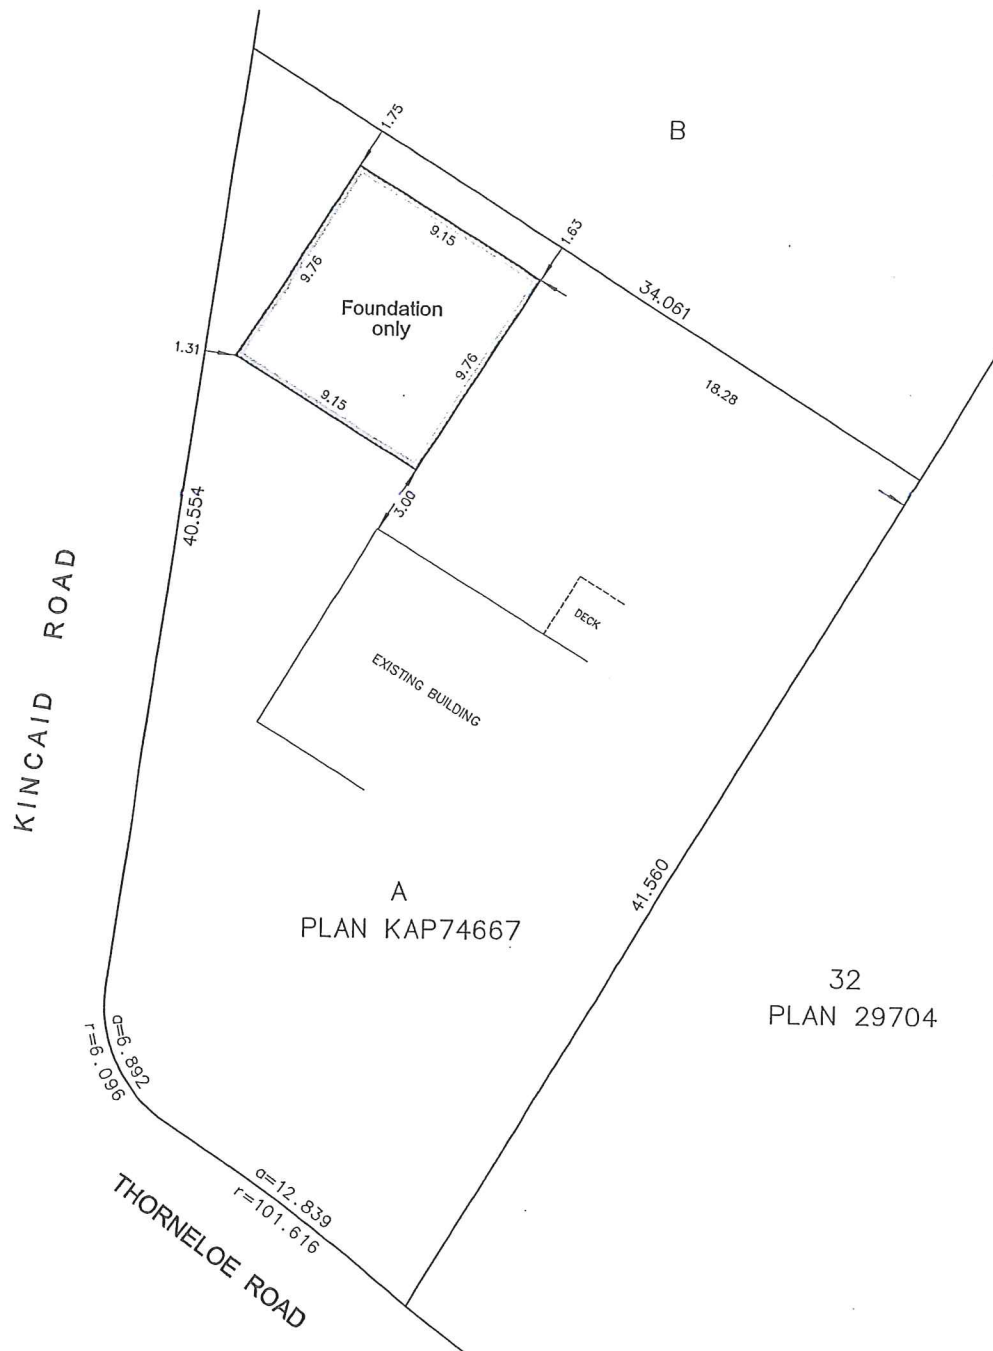 1.75
B
1.63
9.15
34.061
9.76
Foundation
only
1.31
9.76
18.28
9.15
3.00
40.554
KINCAID ROAD
DECK
EXISTING BUILDING
41.560
A
PLAN KAP74667
32
PLAN 29704
a=6.892
r=6.096
a=12.839
r=101.616
THORNELOE ROAD